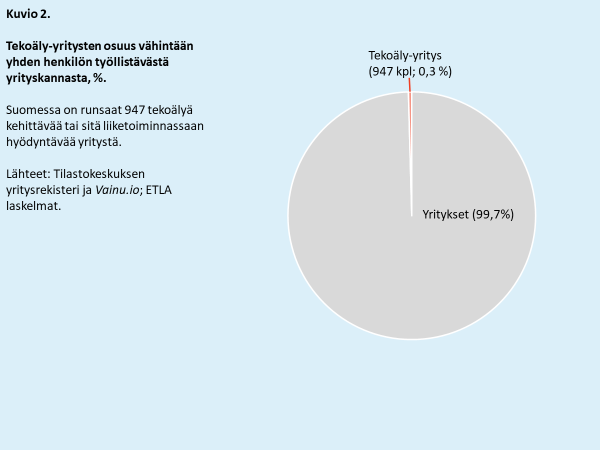 Kuvio 2.
Tekoäly-yritysten osuus vähintään
yhden henkilön työllistävästä
yrityskannasta, %.
Suomessa on runsaat 947 tekoälyä
kehittävää tai sitä liiketoiminnassaan
hyödyntävää yritystä.
Lähteet: Tilastokeskuksen
yritysrekisteri ja Vainu.io; ETLA
laskelmat.
Tekoäly-yritys
(947 kpl; 0,3 %)
Yritykset (99,7%)